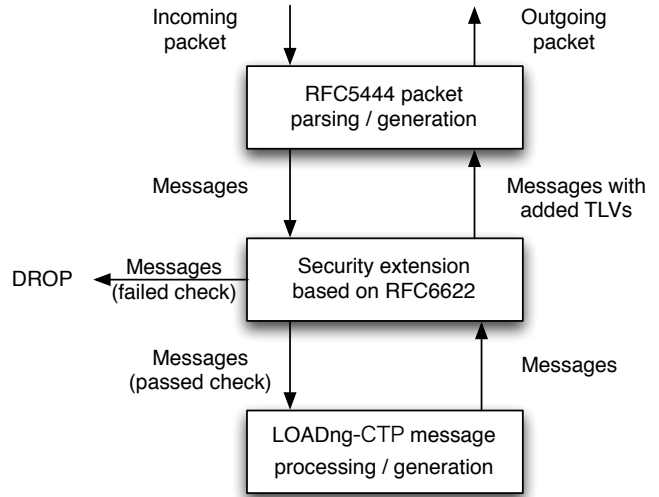 Incoming
packet
Outgoing
packet
RFC5444 packet
parsing / generation
Messages
Messages with
added TLVs
DROP
Messages
(failed check)
Security extension
based on RFC6622
Messages
(passed check)
Messages
LOADng-CTP message
processing / generation